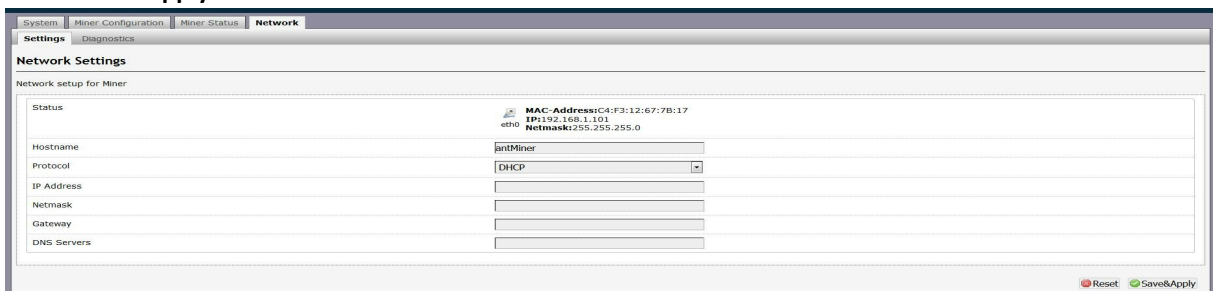 System Miner Configuration Miner Status Network
Settings Diagnostics
Network Settings
Network setup for Miner
Status
MAC-Address:C4:F3:12:67:7B:17
IP:192.168.1.101
eth0 Netmask:255.255.255.0
Hostname antMiner
Protocol DHCP
IP Address
Netmask
Gateway
DNS Servers
Reset Save&Apply